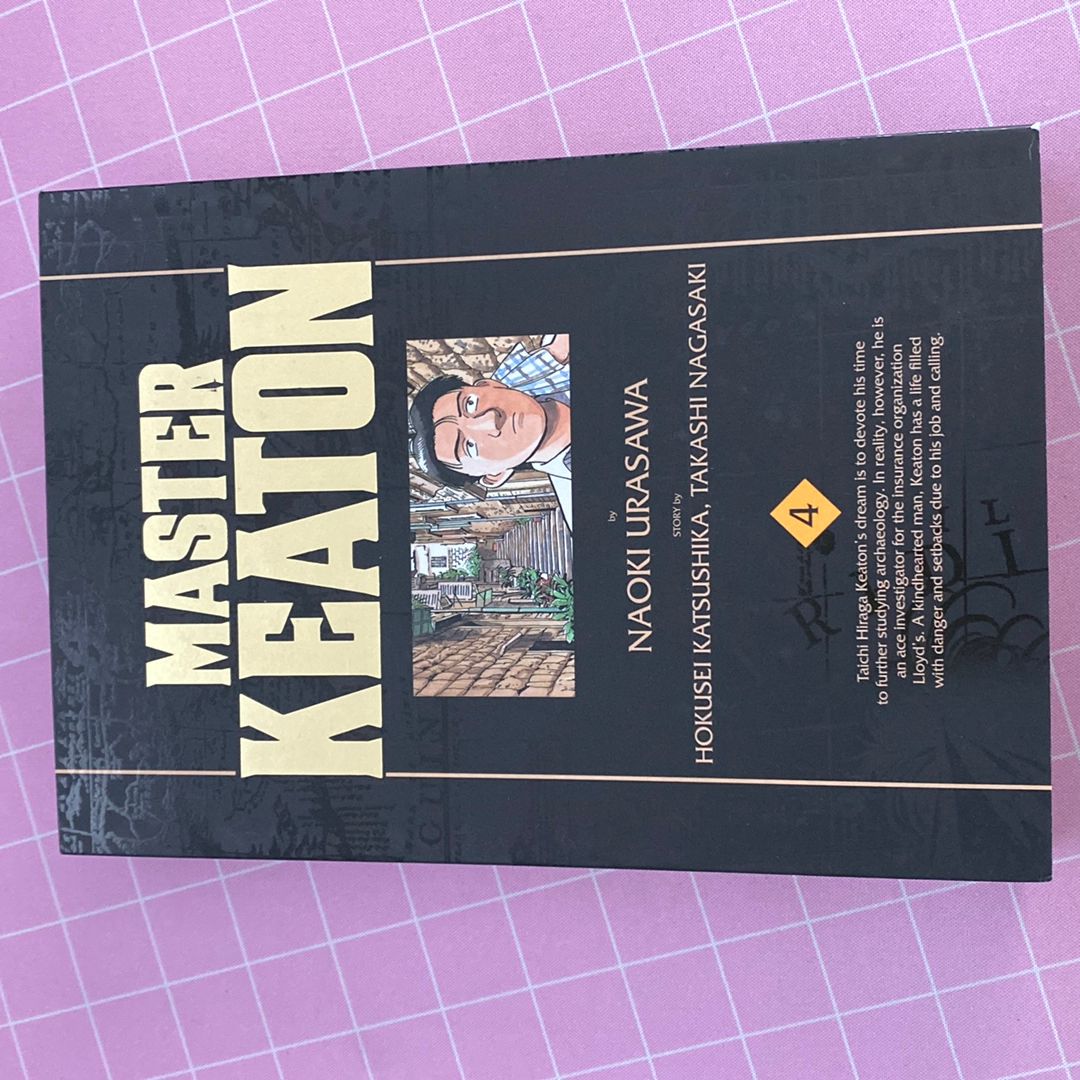 MASTER
KEATON
by
NAOKI URASAWA
STORY by
HOKUSEI KATSUSHIKA, TAKASHI NAGASAKI
4
Taichi Hiraga Keaton's dream is to devote his time
to further studying archaeology. In reality, however, he is
an ace investigator for the insurance organization
Lloyd's. A kindhearted man, Keaton has a life filled
with danger and setbacks due to his job and calling.